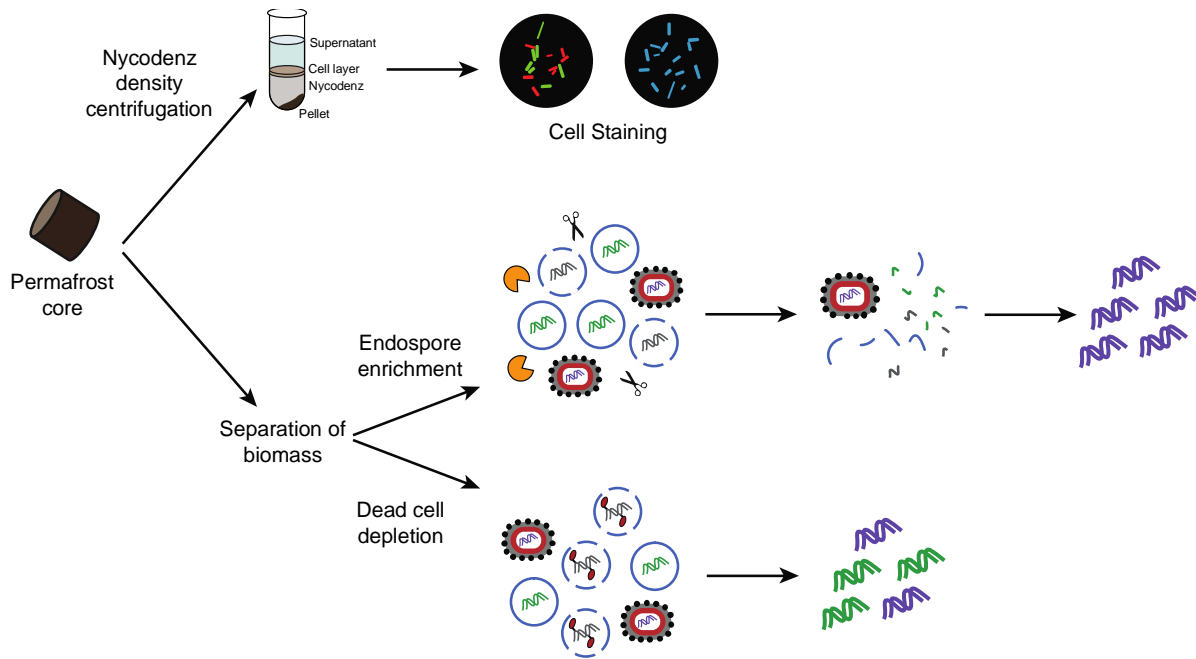 Nycodenz
density
centrifugation
Supernatant
Cell layer
Nycodenz
Pellet
Cell Staining
Permafrost
core
Endospore
enrichment
Separation of
biomass
Dead cell
depletion